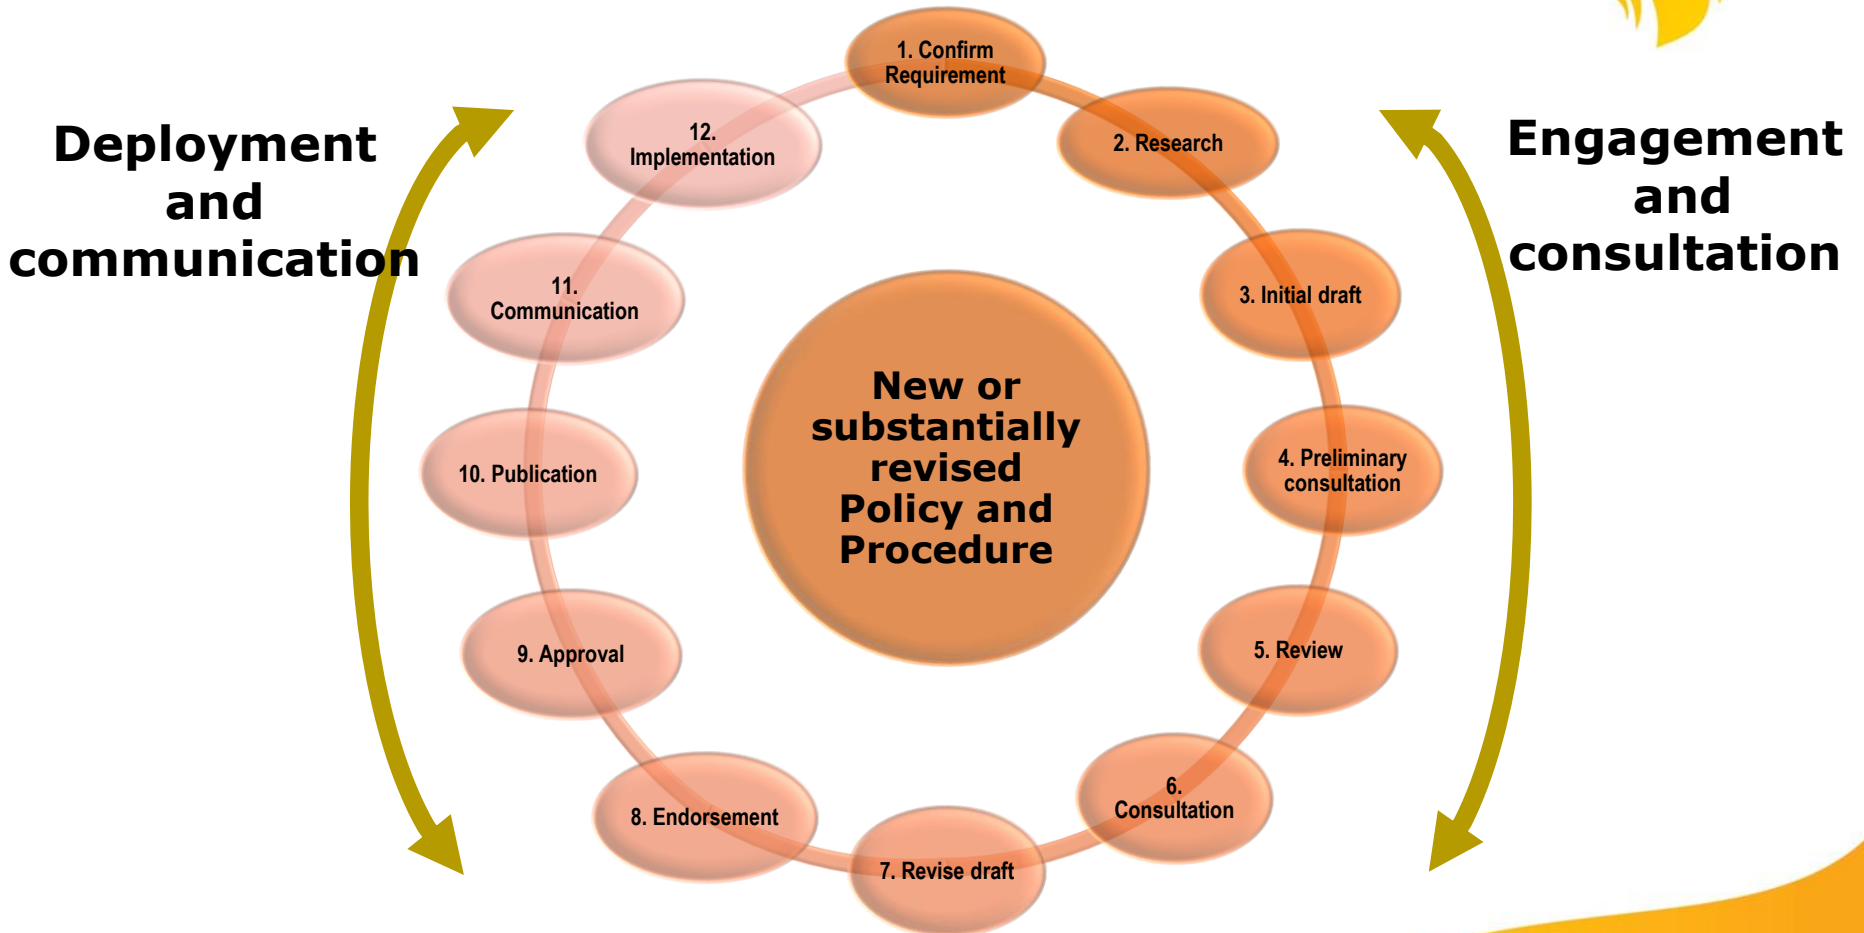 Deployment
and
communication
Engagement
and
consultation
New or
substantially
revised
Policy and
Procedure
1. Confirm
Requirement
2. Research
3. Initial draft
4. Preliminary
consultation
5. Review
6.
Consultation
7. Revise draft
8. Endorsement
9. Approval
10. Publication
11.
Communication
12.
Implementation